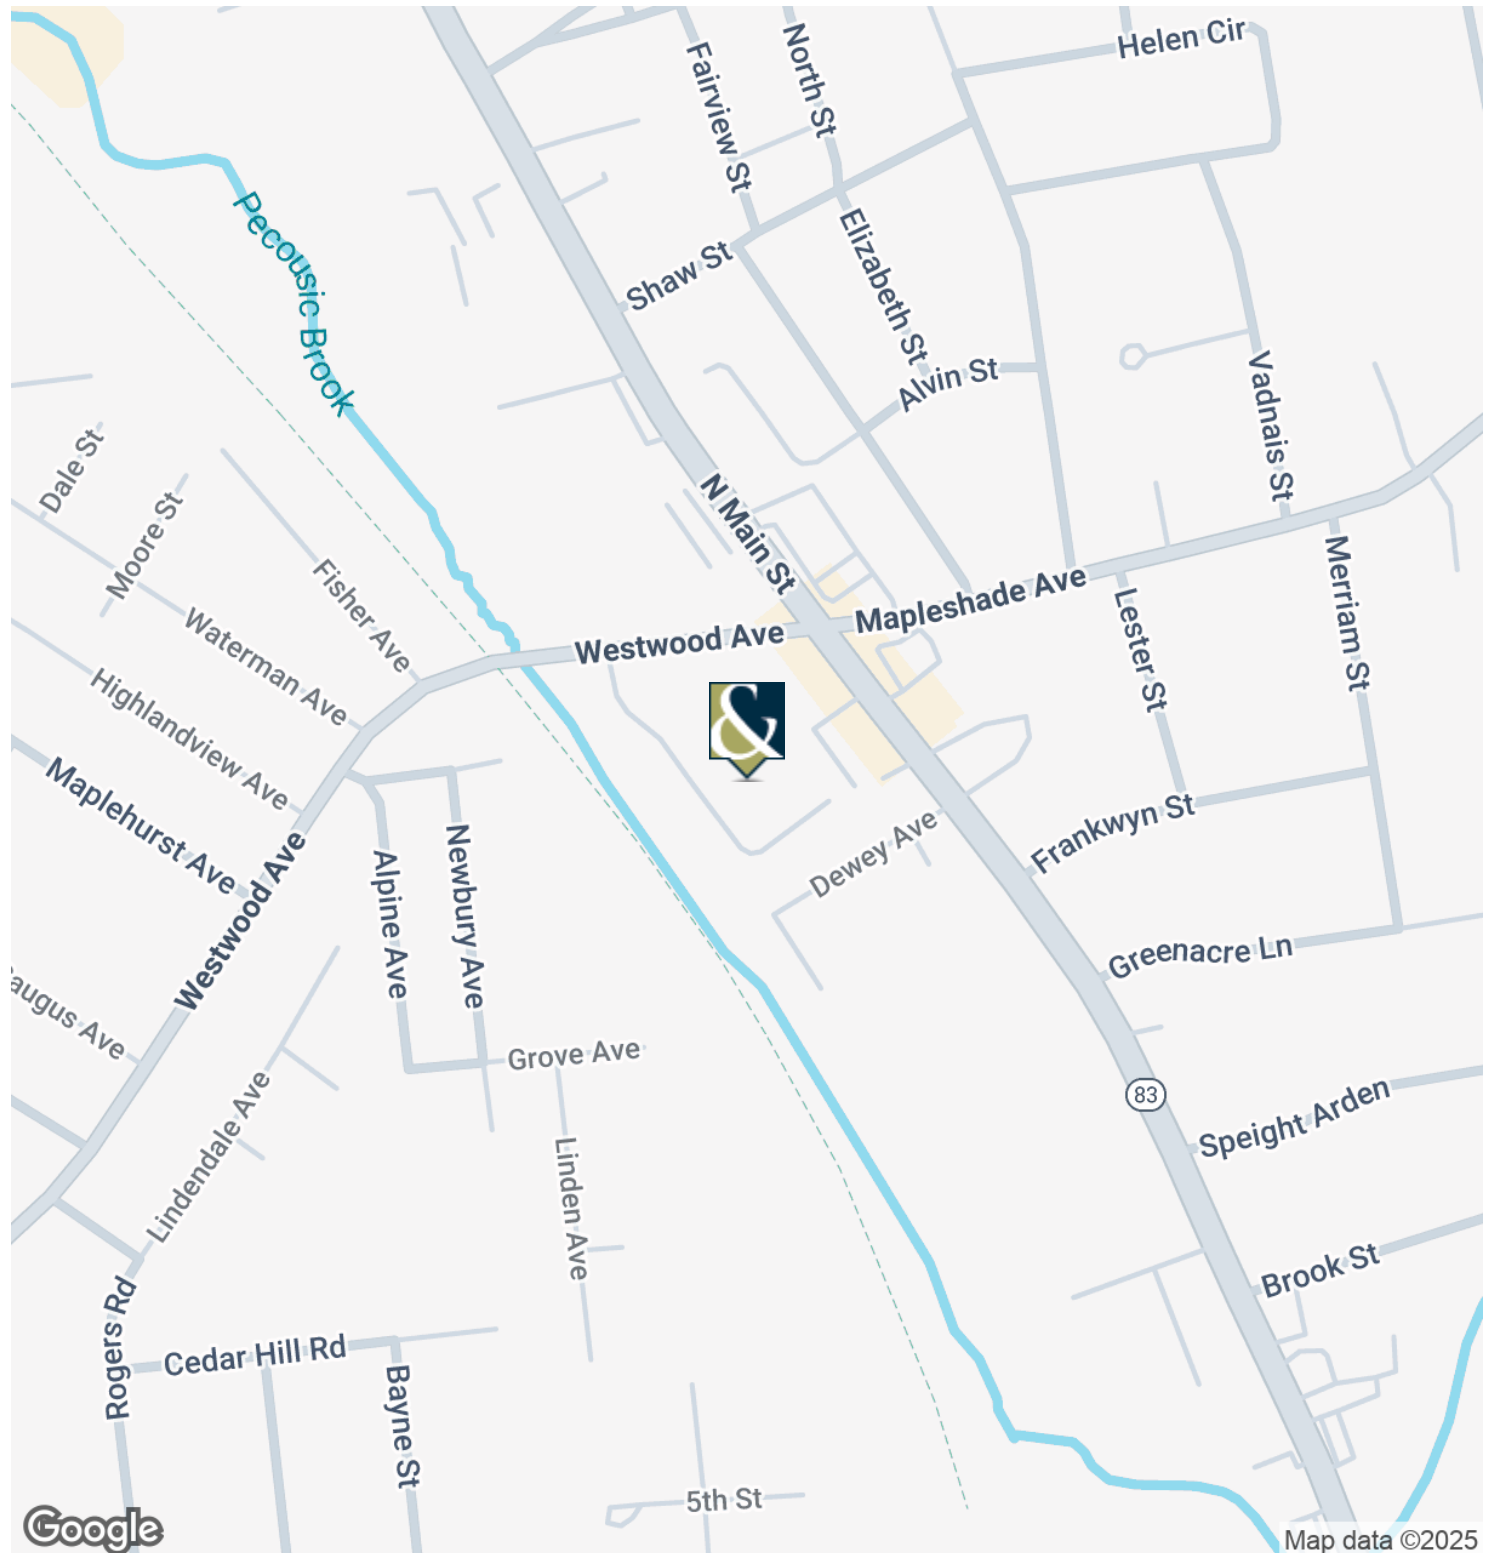 Helen Cir
North St
Fairview St
Pecousic Brook
Shaw St
Elizabeth St
Alvin St
Vadnais St
Dale St
Moore St
N Main St
Fisher Ave
Mapleshade Ave
Merriam St
Lester St
Waterman Ave
Westwood Ave
Highlandview Ave
&
Maplehurst Ave
Frankwyn St
Dewey Ave
Newbury Ave
Alpine Ave
Westwood Ave
Greenacre Ln
augus Ave
Grove Ave
83
Speight Arden
Lindendale Ave
Linden Ave
Brook St
Rogers Rd
Cedar Hill Rd
Bayne St
5th St
Google
Map data ©2025